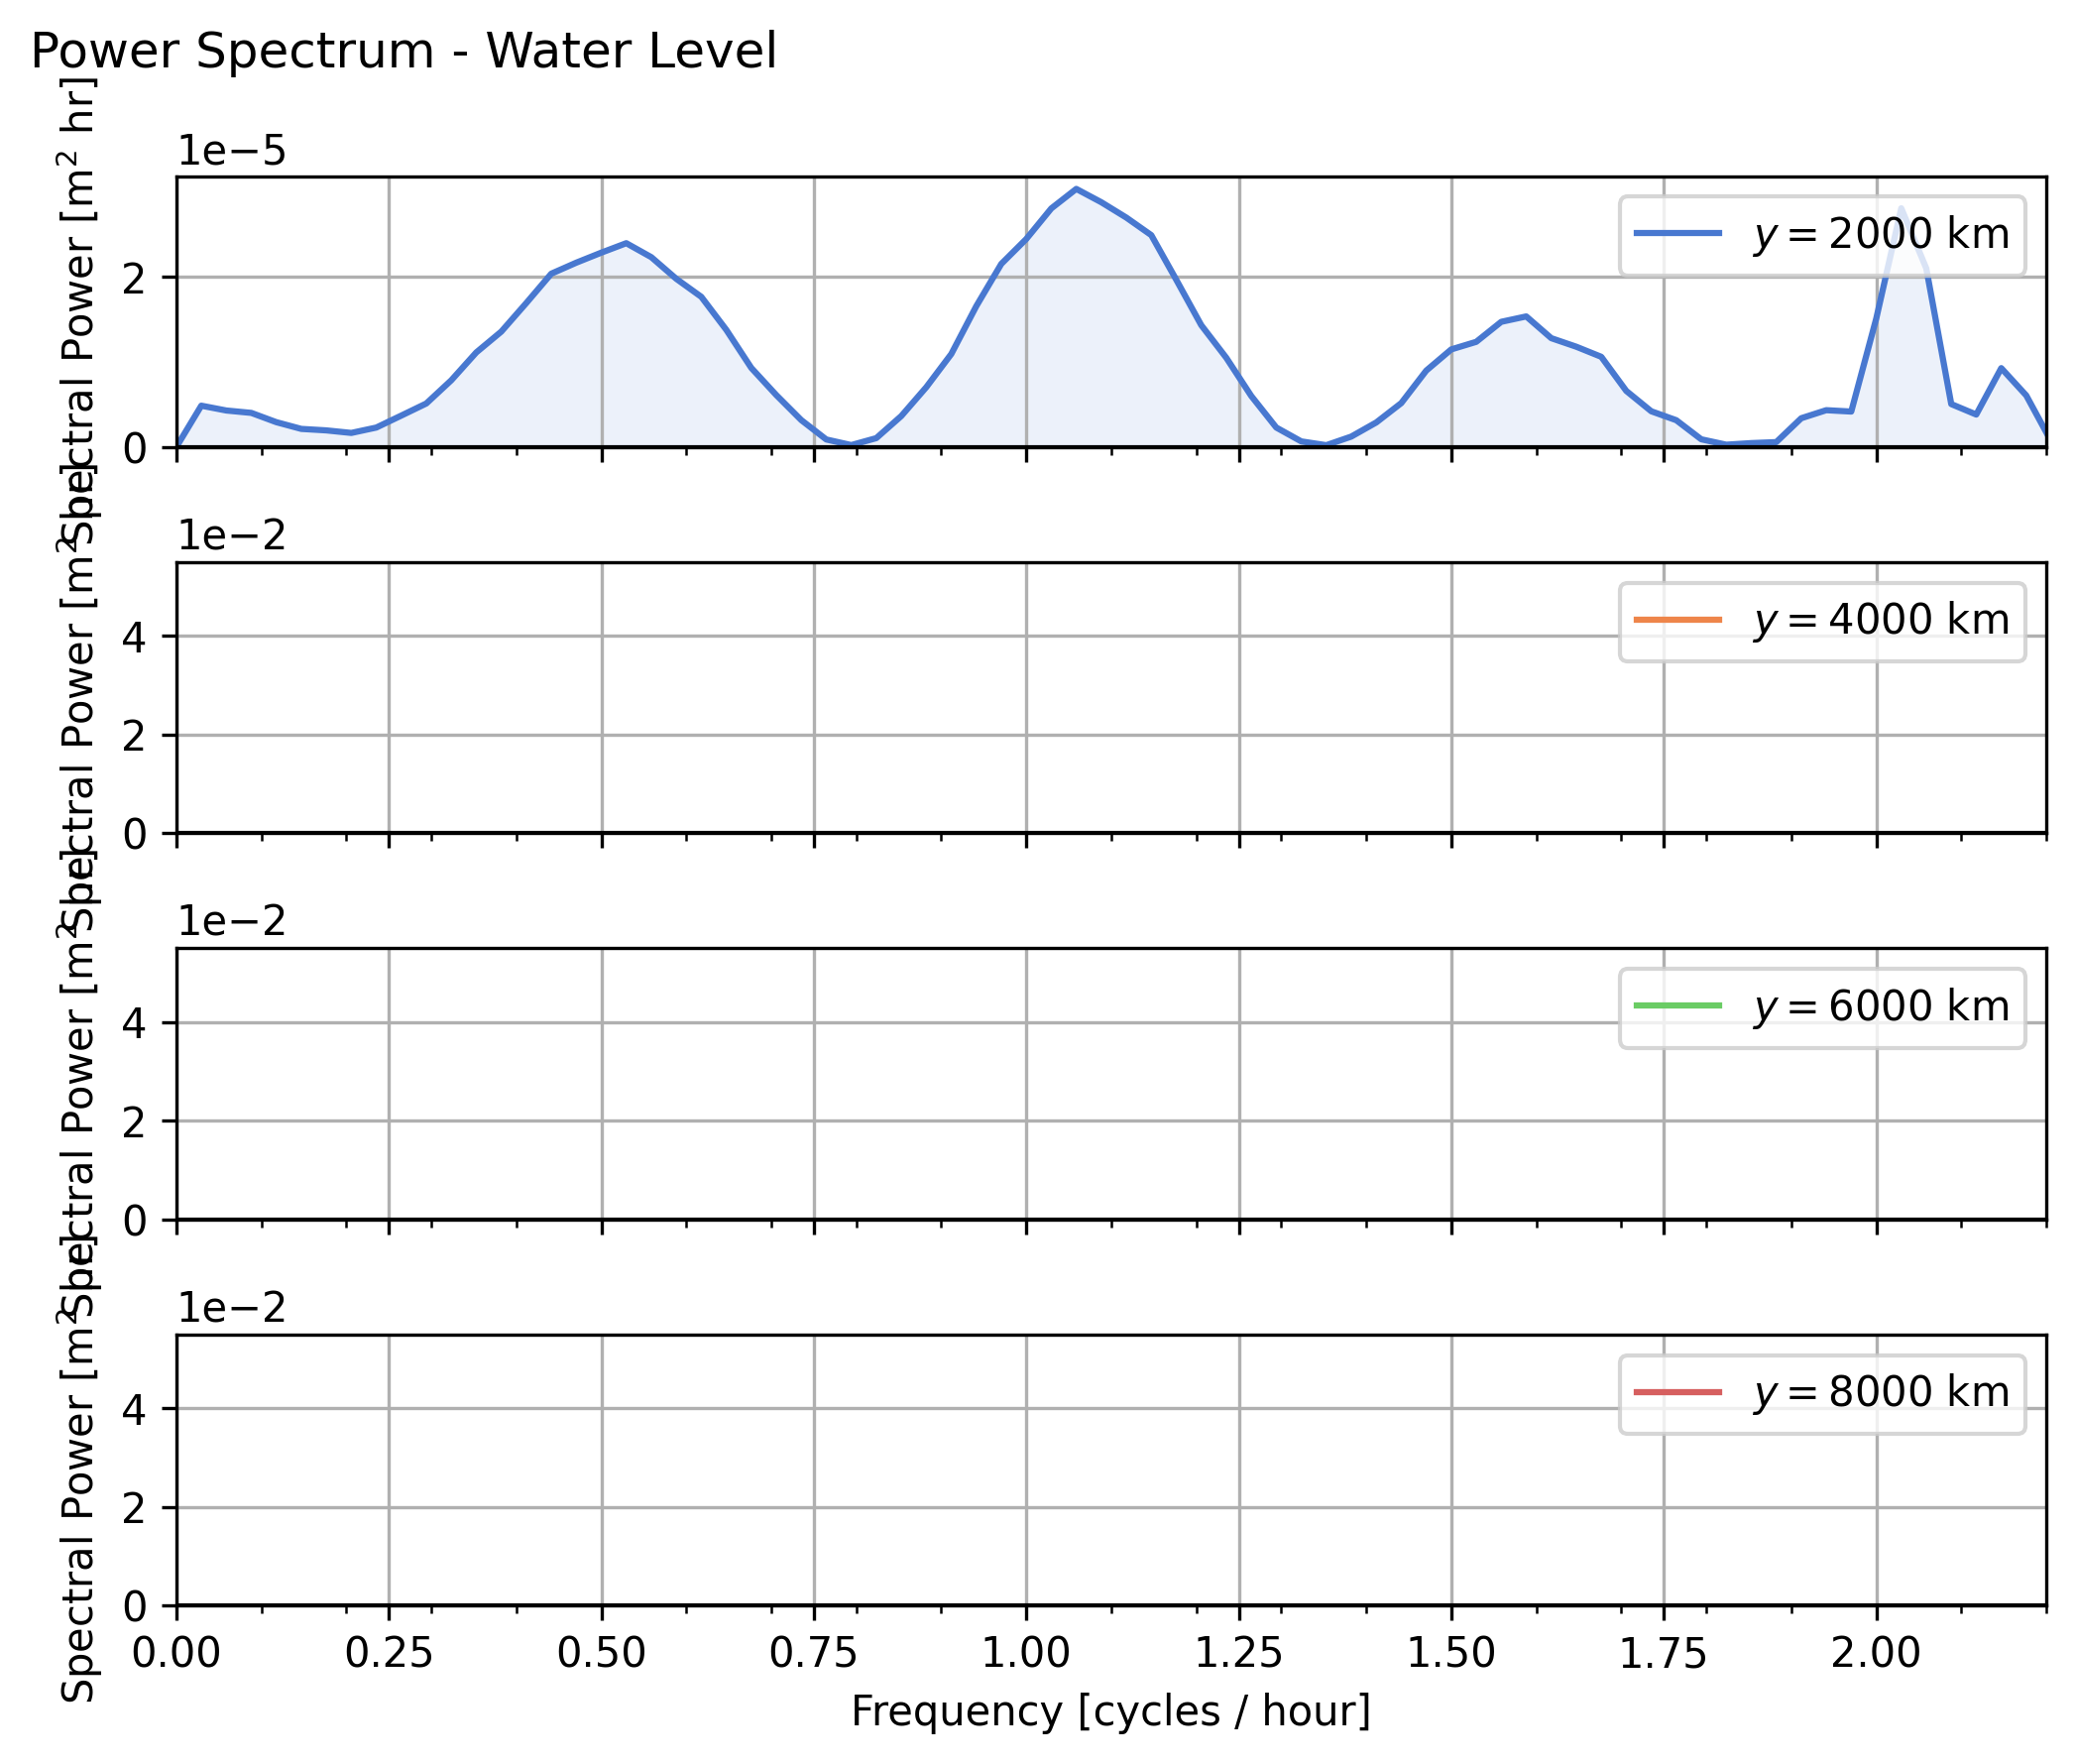 Power Spectrum - Water Level
1e−5
Spectral Power [m² hr]
2
0
y = 2000 km
1e−2
Spectral Power [m² hr]
4
2
0
y = 4000 km
1e−2
Spectral Power [m² hr]
4
2
0
y = 6000 km
1e−2
Spectral Power [m² hr]
4
2
0
y = 8000 km
0.00 0.25 0.50 0.75 1.00 1.25 1.50 1.75 2.00
Frequency [cycles / hour]